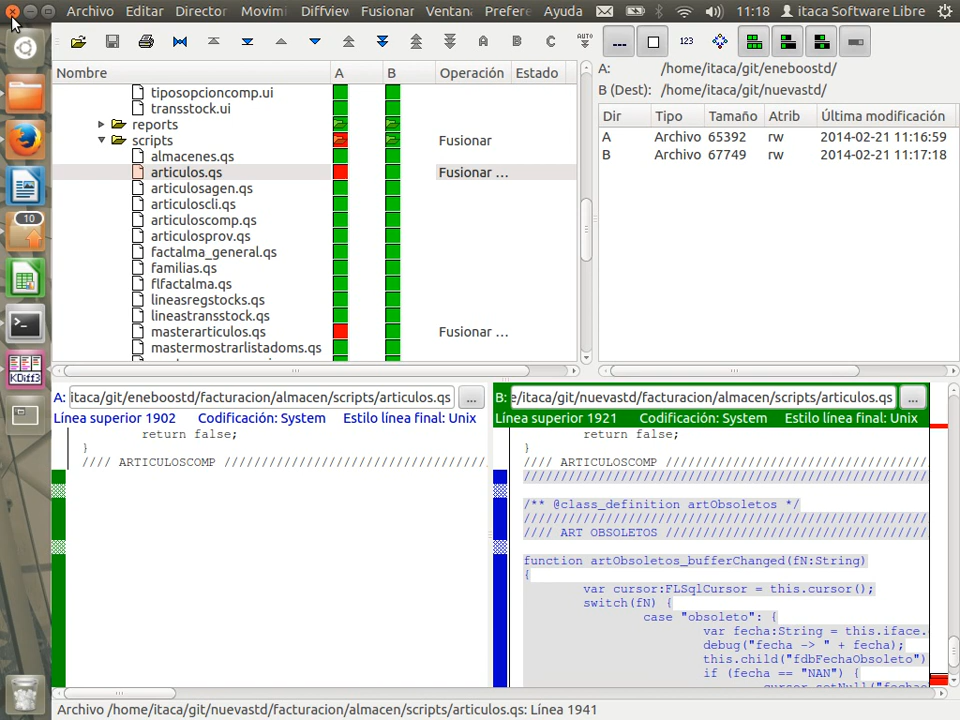 Archivo Editar Director Movimi Diffview Fusionar Ventan Prefere Ayuda 11:18 itaca Software Libre
A B C AUTO 123
Nombre A B Operación Estado
tiposopcioncomp.ui
transstock.ui
reports
scripts Fusionar
almacenes.qs
articulos.qs Fusionar ...
articulosagen.qs
articuloscli.qs
articuloscomp.qs
articulosprov.qs
factalma_general.qs
familias.qs
flfactalma.qs
lineasregstocks.qs
lineastransstock.qs
masterarticulos.qs Fusionar ...
mastermostrarlistadoms.qs
A: /home/itaca/git/eneboostd/
B (Dest): /home/itaca/git/nuevastd/
Dir Tipo Tamaño Atrib Última modificación
A Archivo 65392 rw 2014-02-21 11:16:59
B Archivo 67749 rw 2014-02-21 11:17:18
10
KDiff3
A: itaca/git/eneboostd/facturacion/almacen/scripts/articulos.qs ...
Línea superior 1902 Codificación: System Estilo línea final: Unix
return false;
}
//// ARTICULOSCOMP ///////////////////////////////////
B: e/itaca/git/nuevastd/facturacion/almacen/scripts/articulos.qs ...
Línea superior 1921 Codificación: System Estilo línea final: Unix
return false;
}
//// ARTICULOSCOMP ////////////////////////////////////
//////////////////////////////////////////////////////
/** @class_definition artObsoletos */
//////////////////////////////////////////////////////
//// ART OBSOLETOS ///////////////////////////////////
function artObsoletos_bufferChanged(fN:String)
{
var cursor:FLSqlCursor = this.cursor();
switch(fN) {
case "obsoleto": {
var fecha:String = this.iface.
debug("fecha -> " + fecha);
this.child("fdbFechaObsoleto")
if (fecha == "NAN") {
cursor.setNull("fechao
Archivo /home/itaca/git/nuevastd/facturacion/almacen/scripts/articulos.qs: Línea 1941